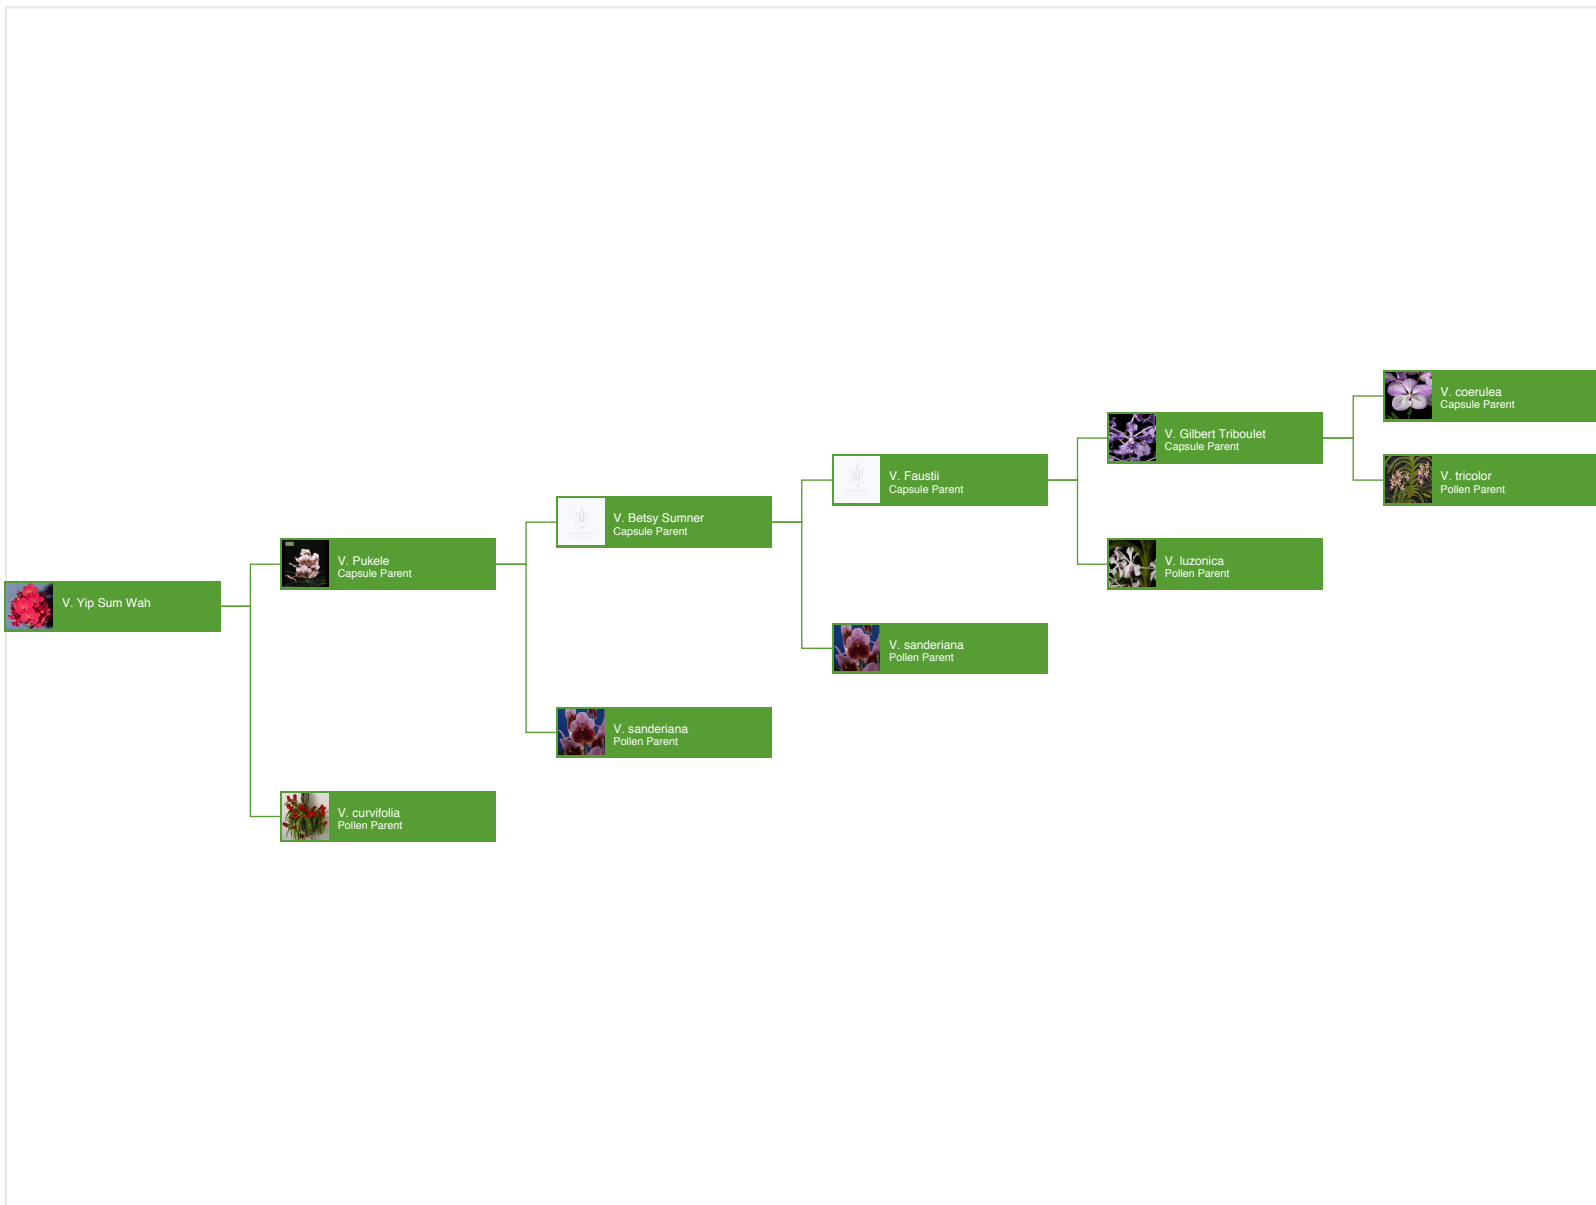 V. Yip Sum Wah
V. Pukele
Capsule Parent
V. curvifolia
Pollen Parent
V. Betsy Sumner
Capsule Parent
V. sanderiana
Pollen Parent
V. Faustii
Capsule Parent
V. sanderiana
Pollen Parent
V. Gilbert Triboulet
Capsule Parent
V. luzonica
Pollen Parent
V. coerulea
Capsule Parent
V. tricolor
Pollen Parent